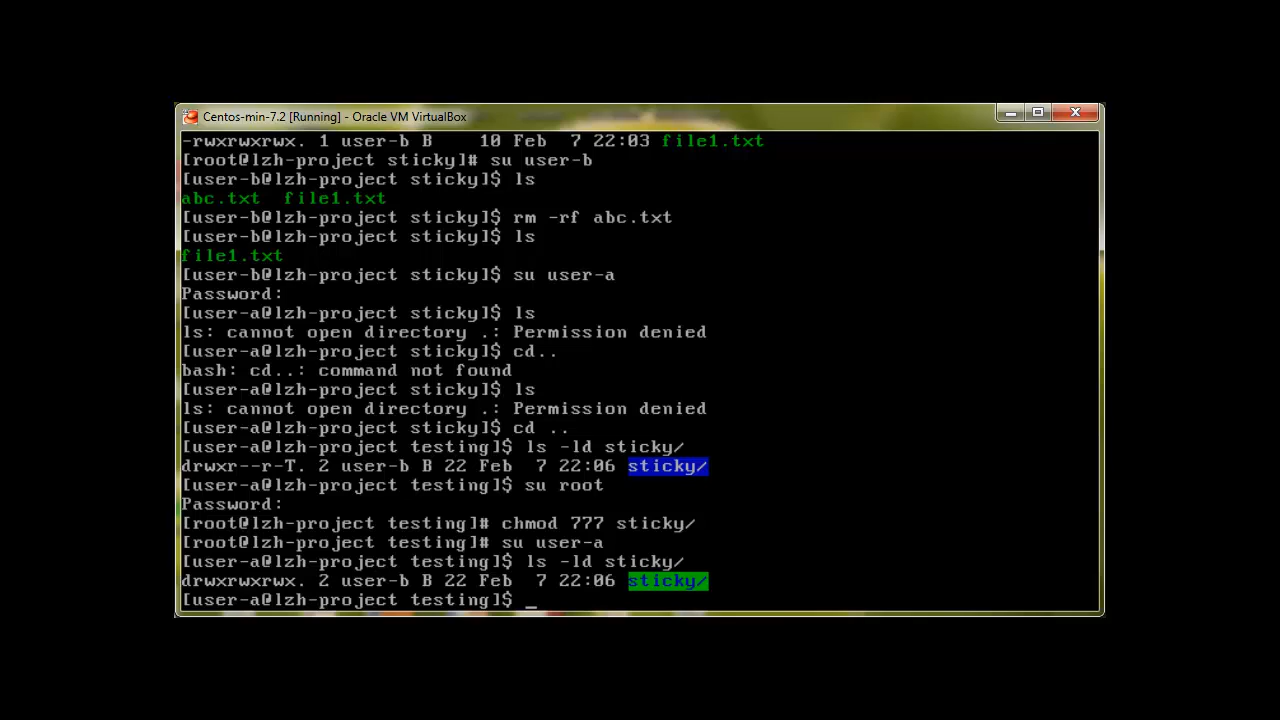 Centos-min-7.2 [Running] - Oracle VM VirtualBox
-rwxrwxrwx. 1 user-b B    10 Feb  7 22:03 file1.txt
[root@lzh-project sticky]# su user-b
[user-b@lzh-project sticky]$ ls
abc.txt  file1.txt
[user-b@lzh-project sticky]$ rm -rf abc.txt
[user-b@lzh-project sticky]$ ls
file1.txt
[user-b@lzh-project sticky]$ su user-a
Password:
[user-a@lzh-project sticky]$ ls
ls: cannot open directory .: Permission denied
[user-a@lzh-project sticky]$ cd..
bash: cd..: command not found
[user-a@lzh-project sticky]$ ls
ls: cannot open directory .: Permission denied
[user-a@lzh-project sticky]$ cd ..
[user-a@lzh-project testing]$ ls -ld sticky/
drwxr--r-T. 2 user-b B 22 Feb  7 22:06 sticky/
[user-a@lzh-project testing]$ su root
Password:
[root@lzh-project testing]# chmod 777 sticky/
[root@lzh-project testing]# su user-a
[user-a@lzh-project testing]$ ls -ld sticky/
drwxrwxrwx. 2 user-b B 22 Feb  7 22:06 sticky/
[user-a@lzh-project testing]$ _